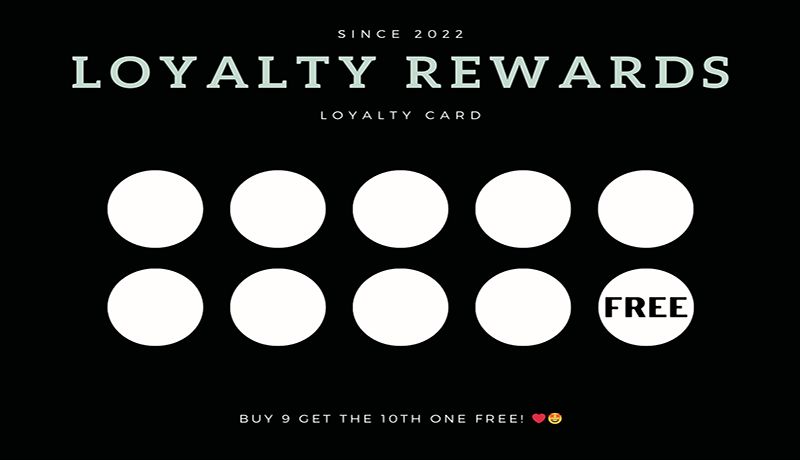 SINCE 2022
LOYALTY REWARDS
LOYALTY CARD
FREE
BUY 9 GET THE 10TH ONE FREE! ❤️🤩